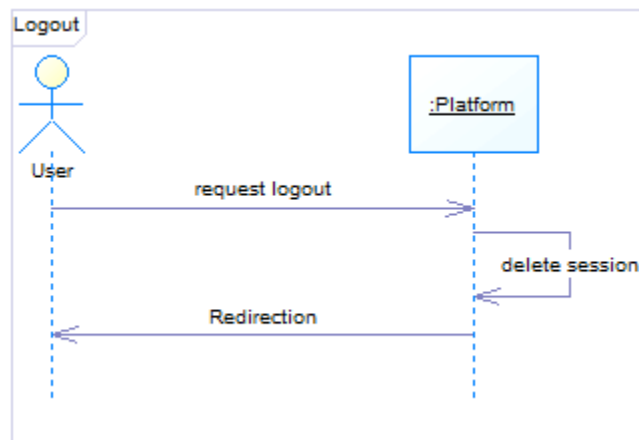 Logout
:Platform
User
request logout
delete session
Redirection